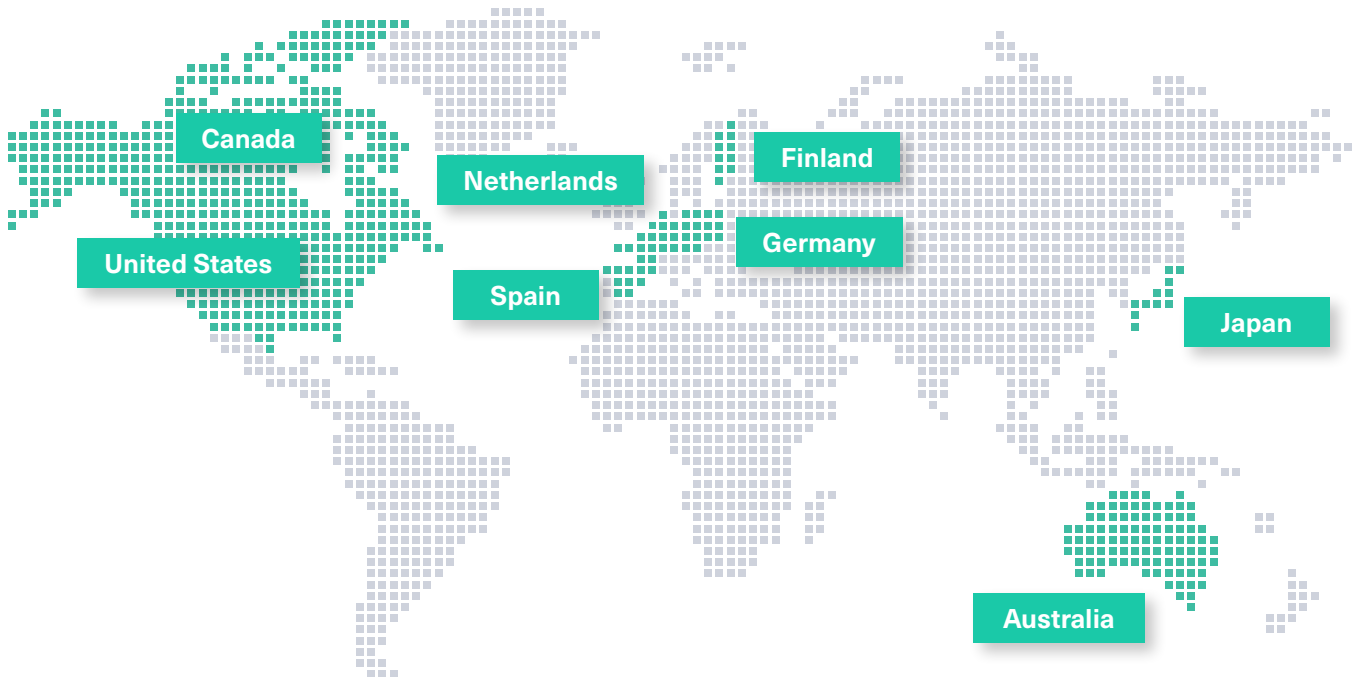 Canada
Finland
Netherlands
Germany
United States
Spain
Japan
Australia